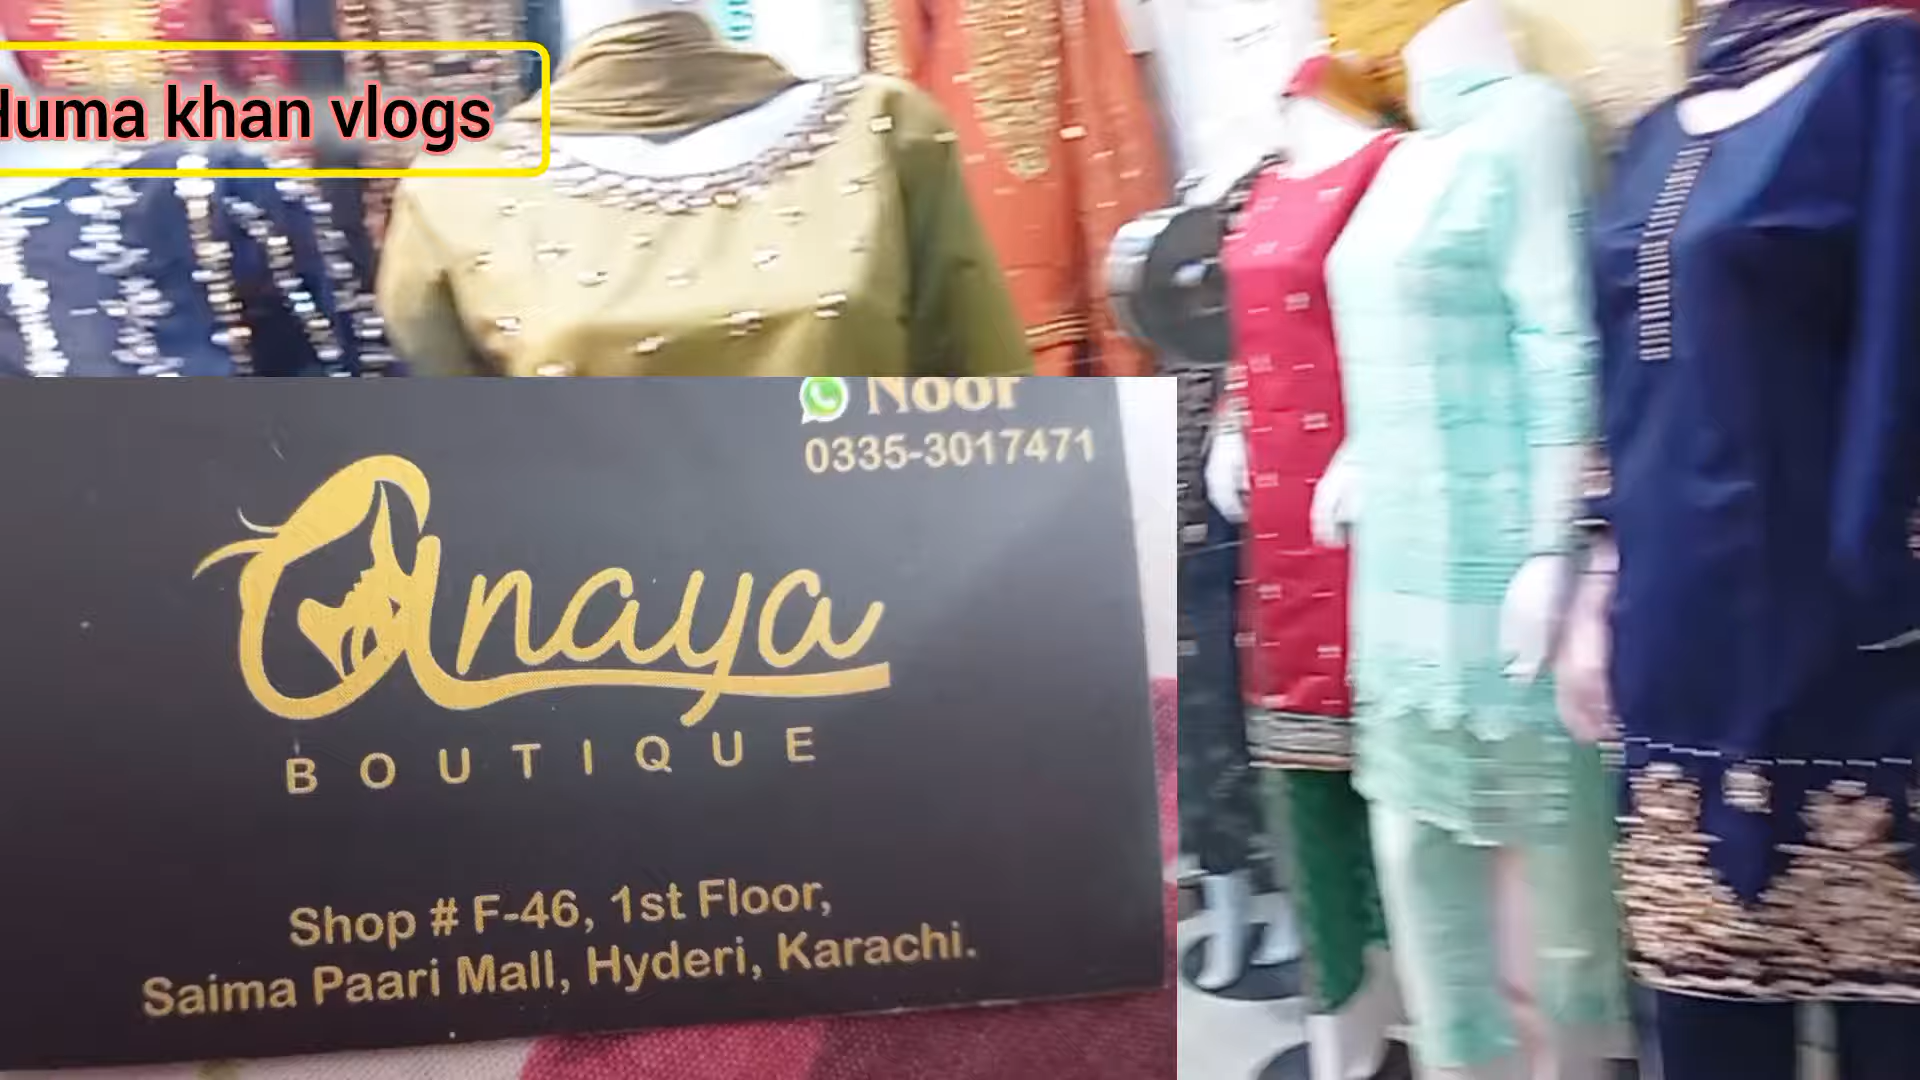 Huma khan vlogs
Noor
0335-3017471
Anaya
BOUTIQUE
Shop # F-46, 1st Floor,
Saima Paari Mall, Hyderi, Karachi.